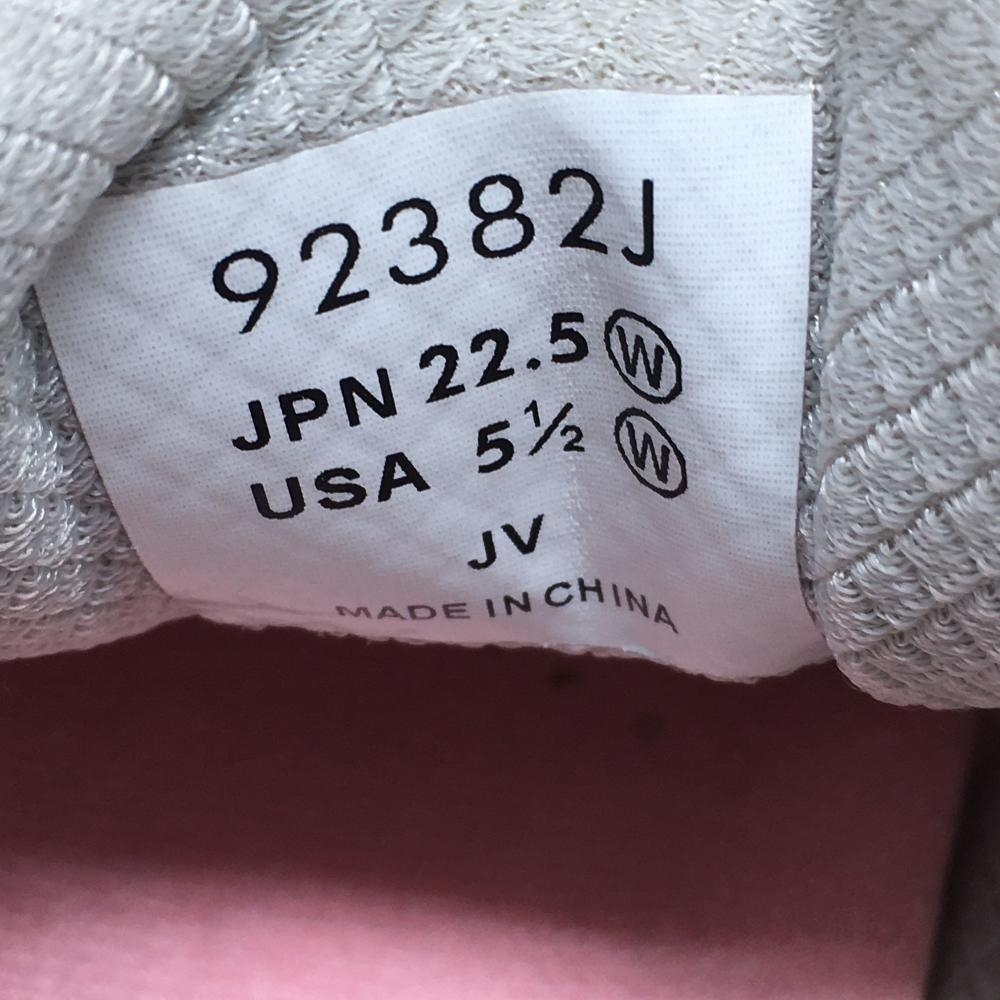 92382J
JPN 22.5 Ⓦ
USA 5½ Ⓦ
JV
MADE IN CHINA